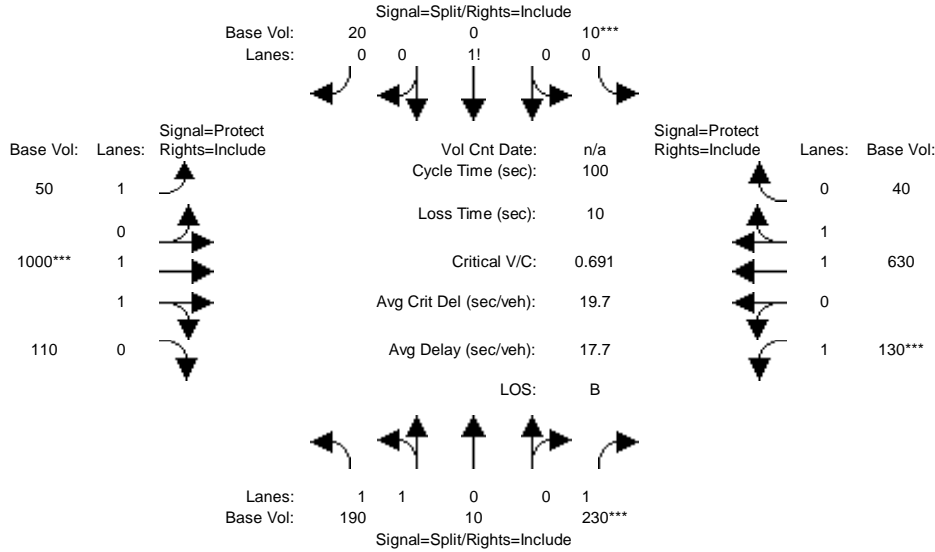 Signal=Split/Rights=Include
Base Vol: 20 0 10***
Lanes: 0 0 1! 0 0
Signal=Protect Signal=Protect
Base Vol: Lanes: Rights=Include Vol Cnt Date: n/a Rights=Include Lanes: Base Vol:
Cycle Time (sec): 100
50 1 0 40
Loss Time (sec): 10
0 1
1000*** 1 Critical V/C: 0.691 1 630
1 Avg Crit Del (sec/veh): 19.7 0
110 0 Avg Delay (sec/veh): 17.7 1 130***
LOS: B
Lanes: 1 1 0 0 1
Base Vol: 190 10 230***
Signal=Split/Rights=Include